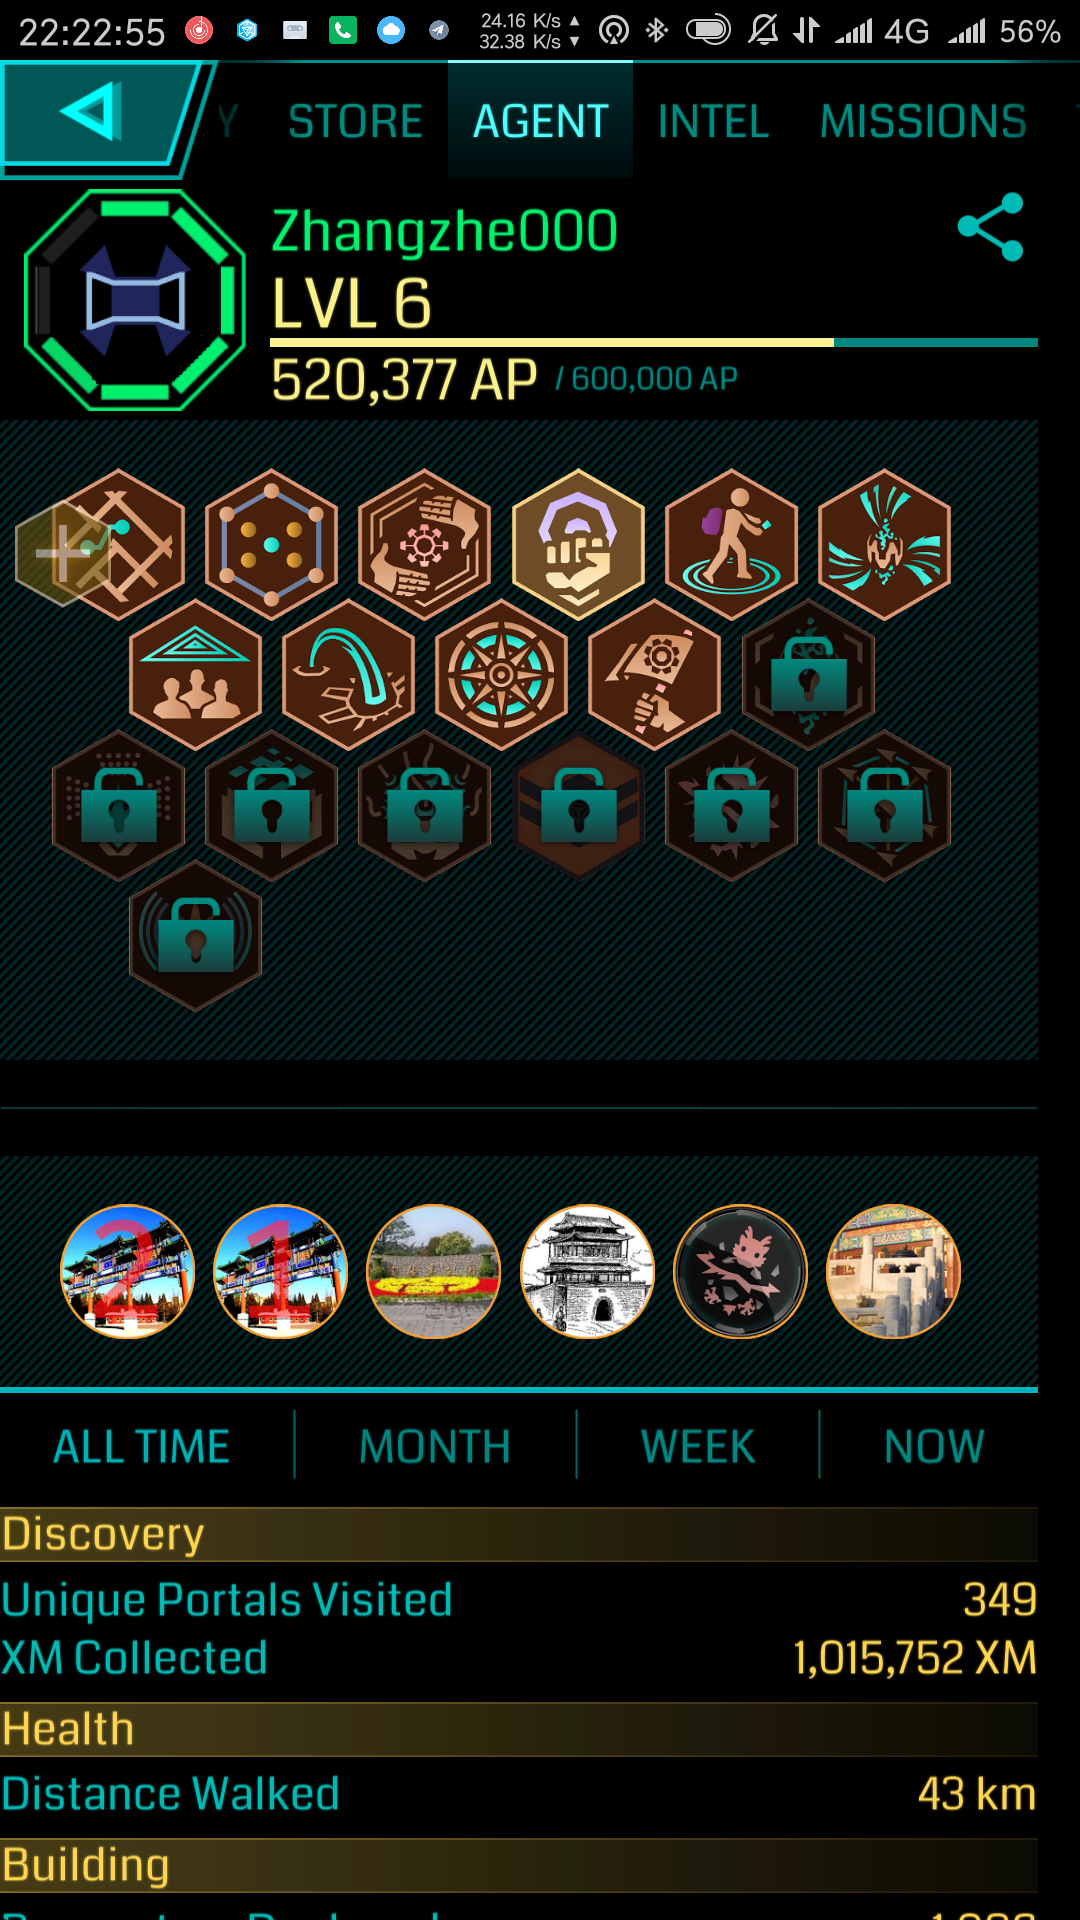 22:22:55 24.16 K/s 4G 56%
32.38 K/s
Y STORE AGENT INTEL MISSIONS
Zhangzhe000
LVL 6
520,377 AP / 600,000 AP
2 1
ALL TIME MONTH WEEK NOW
Discovery
Unique Portals Visited 349
XM Collected 1,015,752 XM
Health
Distance Walked 43 km
Building